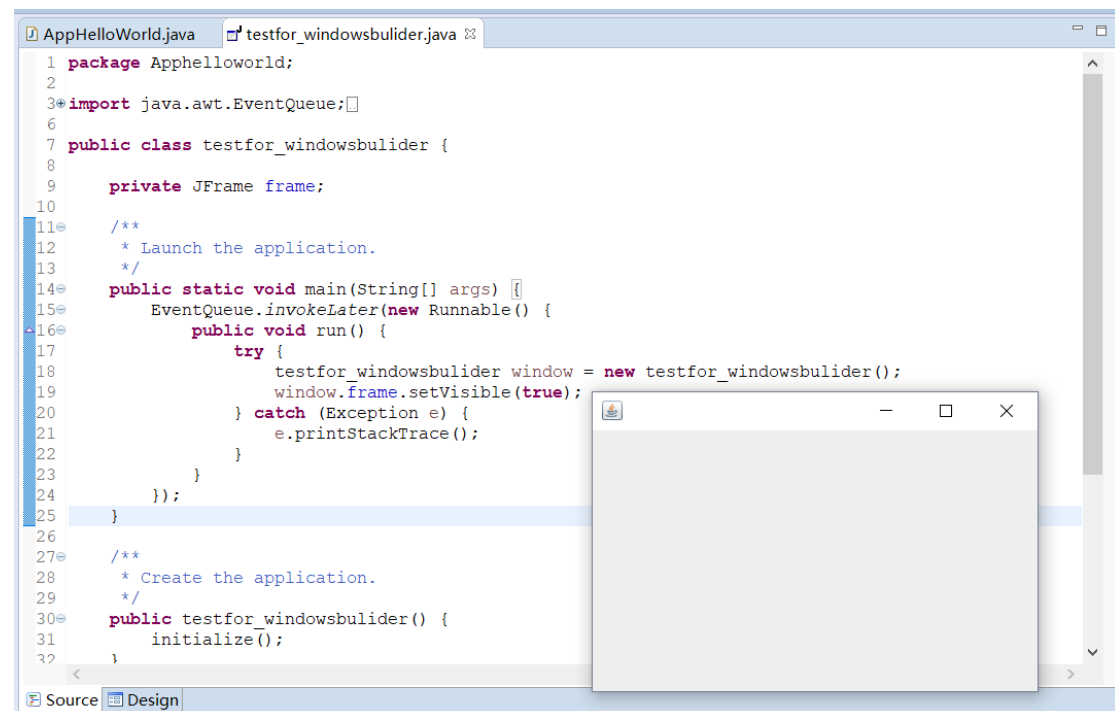 AppHelloWorld.java testfor_windowsbulider.java
1 package Apphelloworld;
2
3 import java.awt.EventQueue;
6
7 public class testfor_windowsbulider {
8
9 private JFrame frame;
10
11 /**
12 * Launch the application.
13 */
14 public static void main(String[] args) {
15 EventQueue.invokeLater(new Runnable() {
16 public void run() {
17 try {
18 testfor_windowsbulider window = new testfor_windowsbulider();
19 window.frame.setVisible(true);
20 } catch (Exception e) {
21 e.printStackTrace();
22 }
23 }
24 });
25 }
26
27 /**
28 * Create the application.
29 */
30 public testfor_windowsbulider() {
31 initialize();
32 }
Source Design